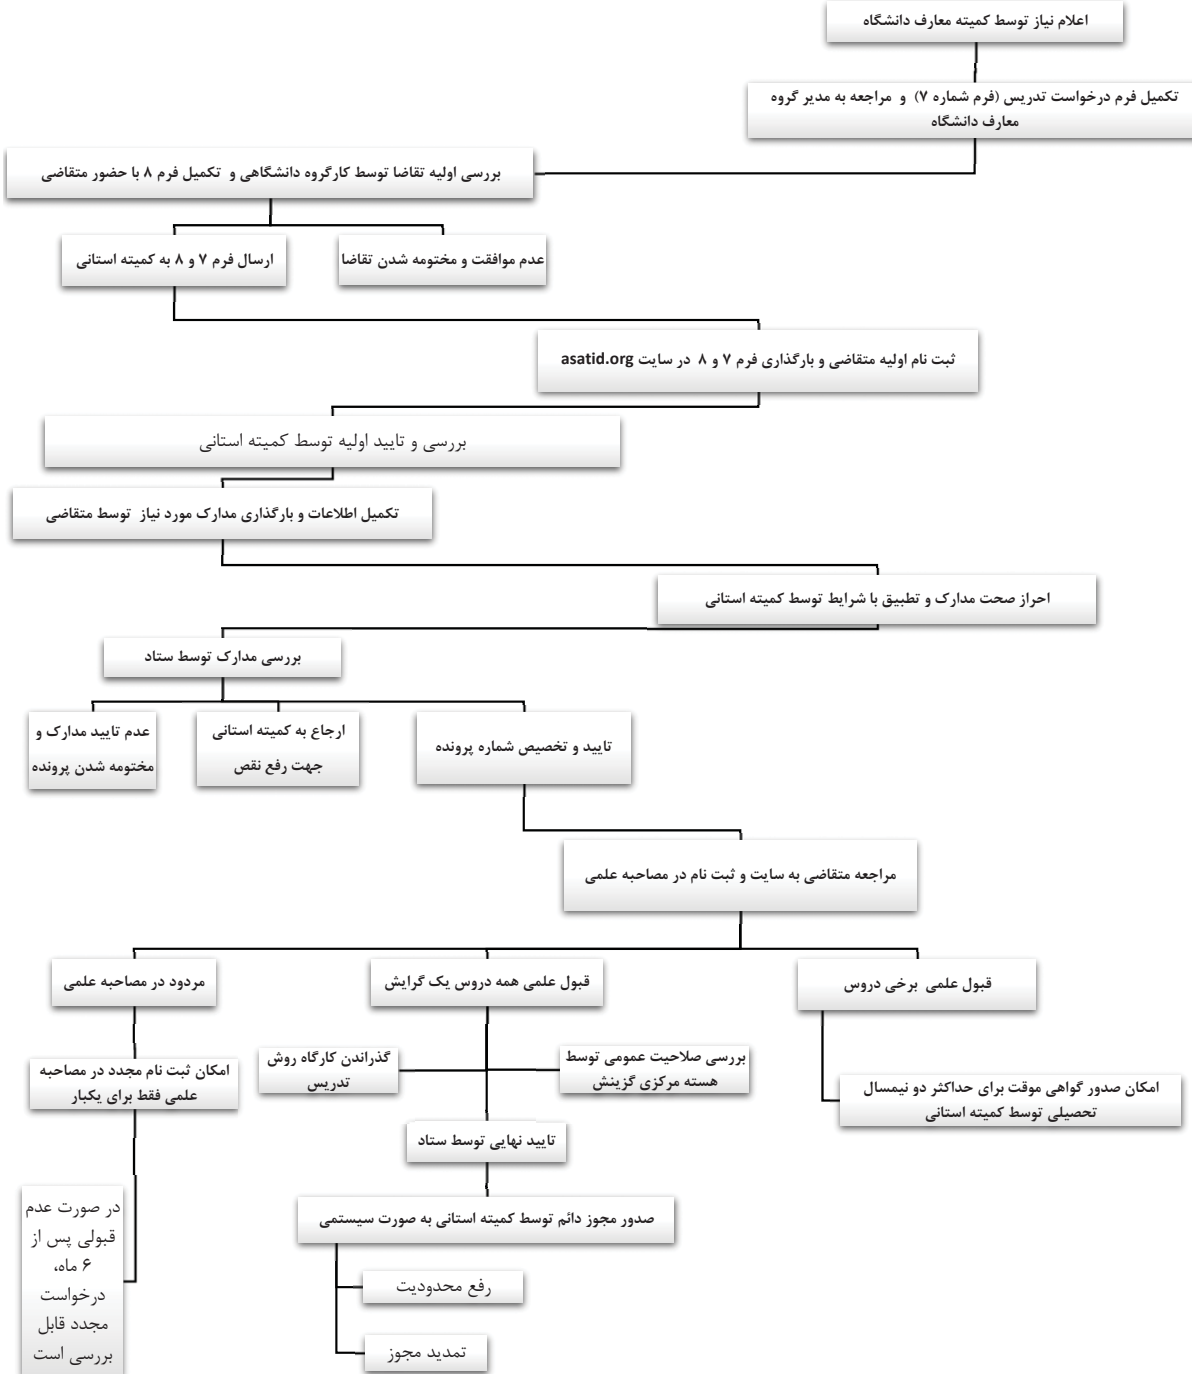 اعلام نیاز توسط کمیته معارف دانشگاه
تکمیل فرم درخواست تدریس (فرم شماره ۷) و مراجعه به مدیر گروه
معارف دانشگاه
بررسی اولیه تقاضا توسط کارگروه دانشگاهی و تکمیل فرم ۸ با حضور متقاضی
عدم موافقت و مختومه شدن تقاضا
ارسال فرم ۷ و ۸ به کمیته استانی
ثبت نام اولیه متقاضی و بارگذاری فرم ۷ و ۸ در سایت asatid.org
بررسی و تایید اولیه توسط کمیته استانی
تکمیل اطلاعات و بارگذاری مدارک مورد نیاز توسط متقاضی
احراز صحت مدارک و تطبیق با شرایط توسط کمیته استانی
بررسی مدارک توسط ستاد
تایید و تخصیص شماره پرونده
ارجاع به کمیته استانی
جهت رفع نقص
عدم تایید مدارک و
مختومه شدن پرونده
مراجعه متقاضی به سایت و ثبت نام در مصاحبه علمی
قبول علمی برخی دروس
امکان صدور گواهی موقت برای حداکثر دو نیمسال
تحصیلی توسط کمیته استانی
قبول علمی همه دروس یک گرایش
بررسی صلاحیت عمومی توسط
هسته مرکزی گزینش
گذراندن کارگاه روش
تدریس
تایید نهایی توسط ستاد
صدور مجوز دائم توسط کمیته استانی به صورت سیستمی
رفع محدودیت
تمدید مجوز
مردود در مصاحبه علمی
امکان ثبت نام مجدد در مصاحبه
علمی فقط برای یکبار
در صورت عدم
قبولی پس از
۶ ماه،
درخواست
مجدد قابل
بررسی است